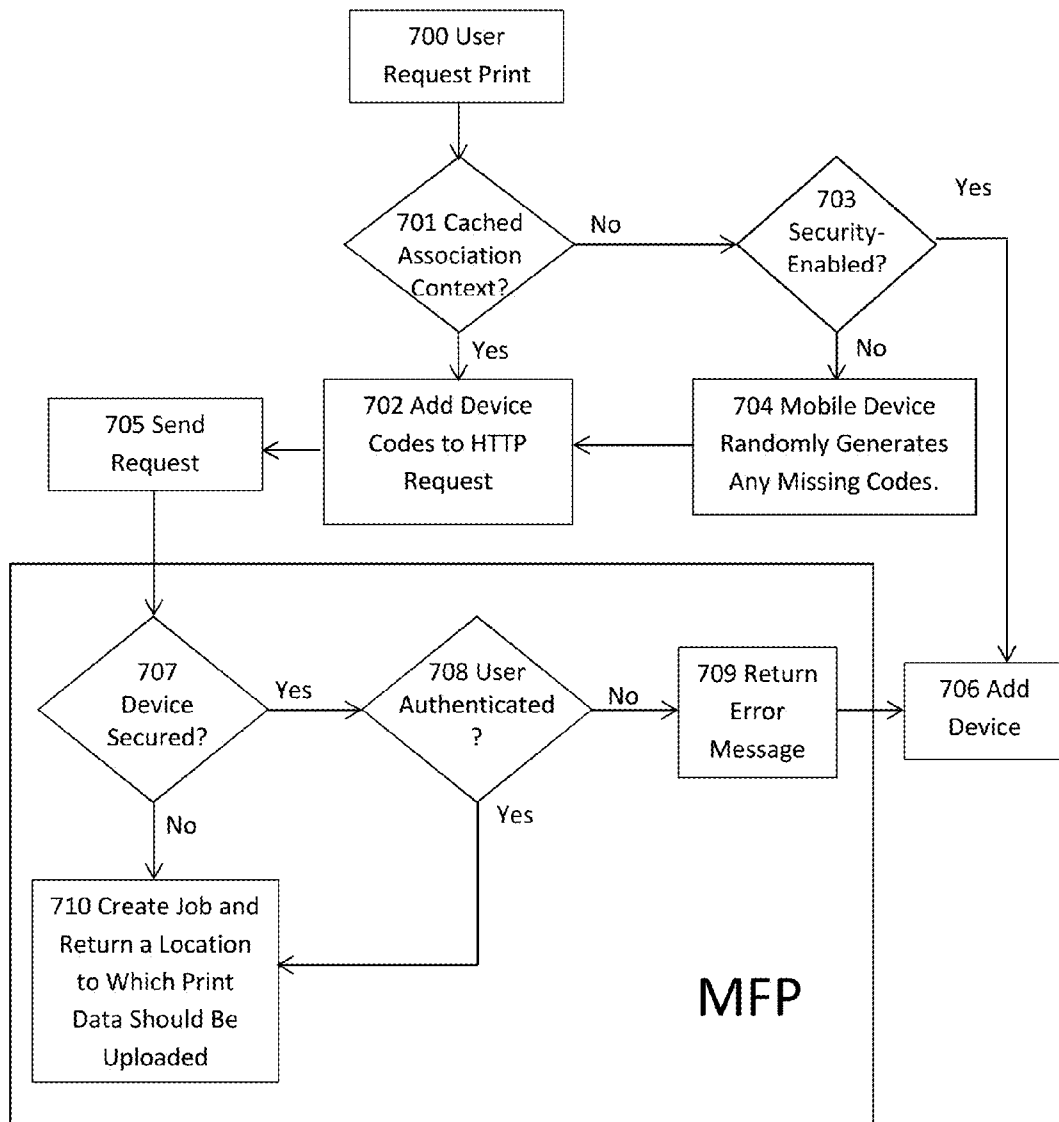 700 User
Request Print
701 Cached
Association
Context?
No
703
Security-
Enabled?
Yes
Yes
No
705 Send
Request
702 Add Device
Codes to HTTP
Request
704 Mobile Device
Randomly Generates
Any Missing Codes.
707
Device
Secured?
Yes
708 User
Authenticated
?
No
709 Return
Error
Message
706 Add
Device
No
Yes
710 Create Job and
Return a Location
to Which Print
Data Should Be
Uploaded
MFP